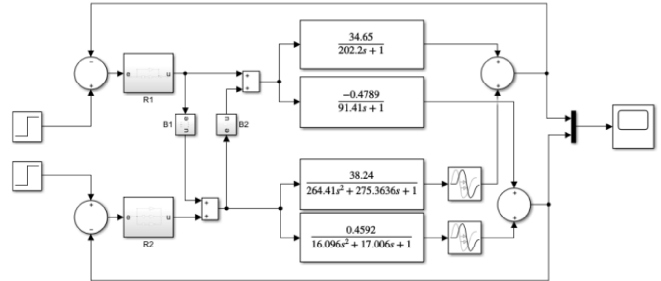 34.65
202.2s + 1
R1
−0.4789
91.41s + 1
B1
B2
38.24
264.41s² + 275.3636s + 1
R2
0.4592
16.096s² + 17.006s + 1